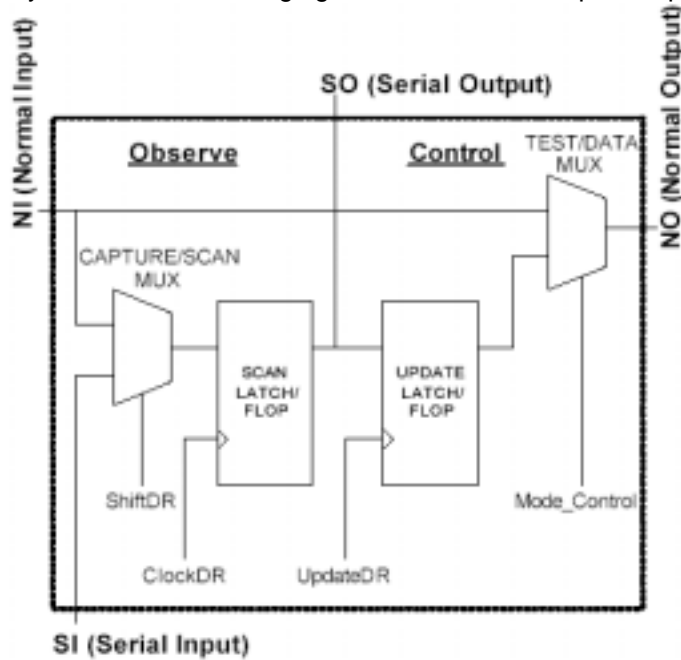 NI (Normal Input)
SO (Serial Output)
NO (Normal Output)
Observe
Control
TEST/DATA
MUX
CAPTURE/SCAN
MUX
SCAN
LATCH/
FLOP
UPDATE
LATCH/
FLOP
ShiftDR
Mode_Control
ClockDR
UpdateDR
SI (Serial Input)